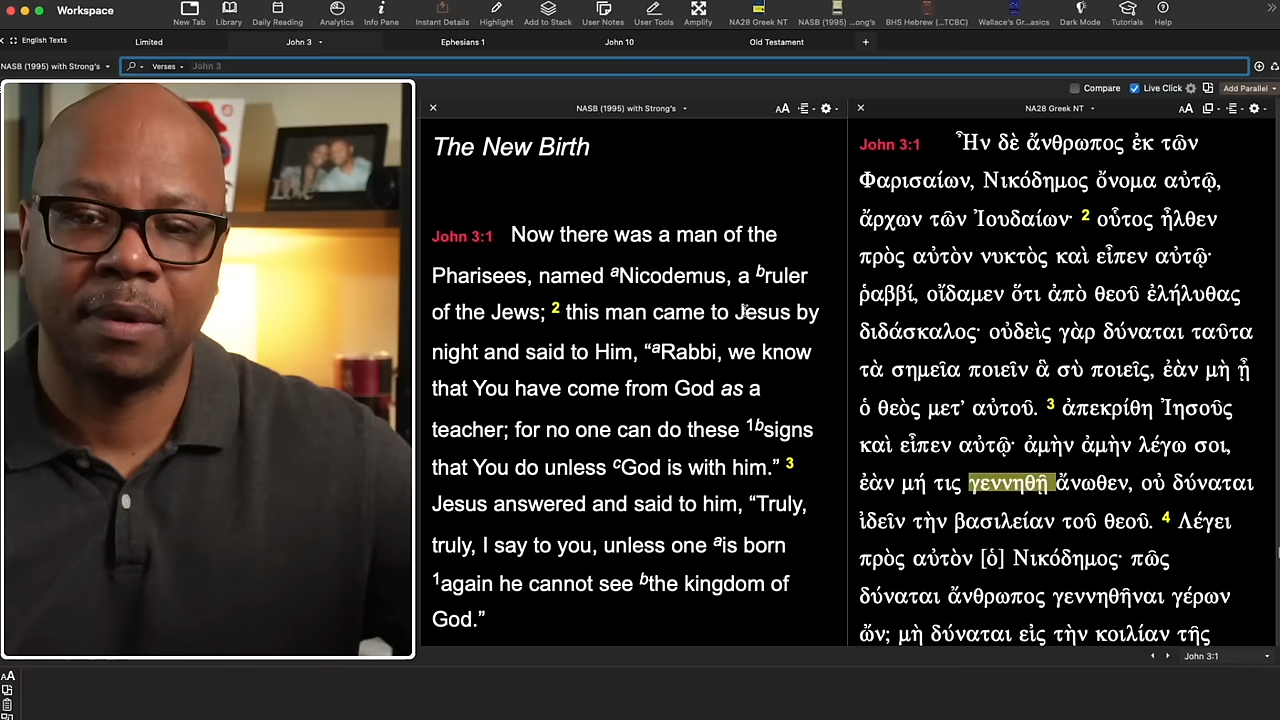 Workspace
New Tab
Library
Daily Reading
Analytics
Info Pane
Instant Details
Highlight
Add to Stack
User Notes
User Tools
Amplify
NA28 Greek NT
NASB (1995) ...ong's
BHS Hebrew (...TCBC)
Wallace's Gr...asics
Dark Mode
Tutorials
Help
English Texts
Limited
John 3
Ephesians 1
John 10
Old Testament
NASB (1995) with Strong's
Verses
John 3
Compare
Live Click
Add Parallel
NASB (1995) with Strong's
The New Birth
John 3:1 Now there was a man of the
Pharisees, named aNicodemus, a bruler
of the Jews; 2 this man came to Jesus by
night and said to Him, “aRabbi, we know
that You have come from God as a
teacher; for no one can do these 1bsigns
that You do unless cGod is with him.” 3
Jesus answered and said to him, “Truly,
truly, I say to you, unless one ais born
1again he cannot see bthe kingdom of
God.”
NA28 Greek NT
John 3:1 Ἦν δὲ ἄνθρωπος ἐκ τῶν
Φαρισαίων, Νικόδημος ὄνομα αὐτῷ,
ἄρχων τῶν Ἰουδαίων· 2 οὗτος ἦλθεν
πρὸς αὐτὸν νυκτὸς καὶ εἶπεν αὐτῷ·
ῥαββί, οἴδαμεν ὅτι ἀπὸ θεοῦ ἐλήλυθας
διδάσκαλος· οὐδεὶς γὰρ δύναται ταῦτα
τὰ σημεῖα ποιεῖν ἃ σὺ ποιεῖς, ἐὰν μὴ ᾖ
ὁ θεὸς μετ’ αὐτοῦ. 3 ἀπεκρίθη Ἰησοῦς
καὶ εἶπεν αὐτῷ· ἀμὴν ἀμὴν λέγω σοι,
ἐὰν μή τις γεννηθῇ ἄνωθεν, οὐ δύναται
ἰδεῖν τὴν βασιλείαν τοῦ θεοῦ. 4 Λέγει
πρὸς αὐτὸν [ὁ] Νικόδημος· πῶς
δύναται ἄνθρωπος γεννηθῆναι γέρων
ὤν; μὴ δύναται εἰς τὴν κοιλίαν τῆς
John 3:1
AA